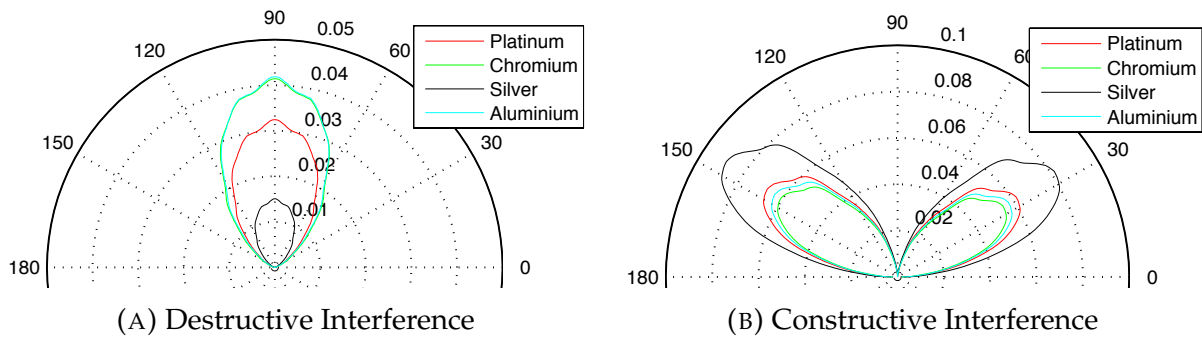 90
0.05
120
60
Platinum
Chromium
Silver
Aluminium
0.04
150
0.03
30
0.02
0.01
180
0
(A) Destructive Interference
90
0.1
120
60
Platinum
Chromium
Silver
Aluminium
0.08
0.06
150
30
0.04
0.02
180
0
(B) Constructive Interference